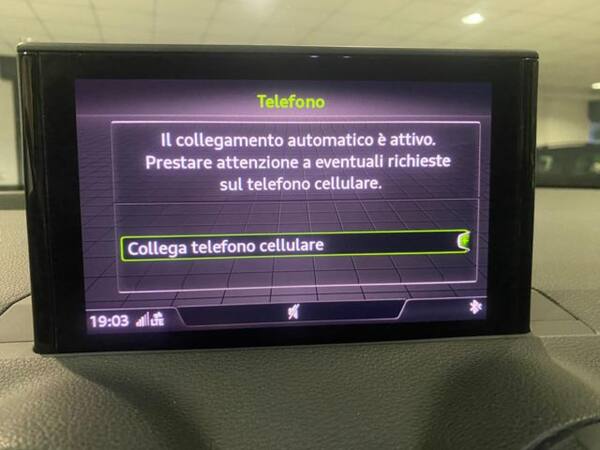 Telefono
Il collegamento automatico è attivo.
Prestare attenzione a eventuali richieste
sul telefono cellulare.
Collega telefono cellulare
19:03 LTE